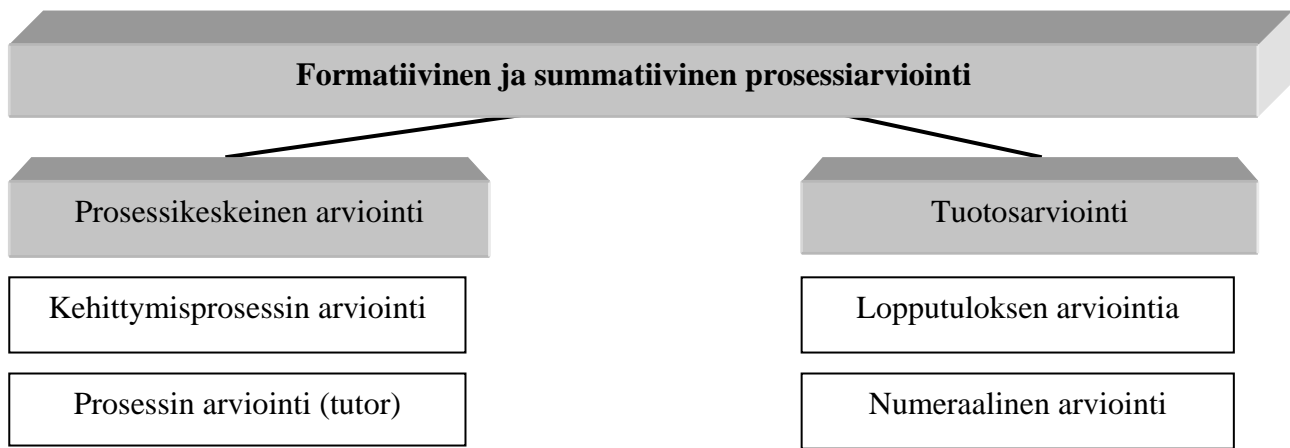 Formatiivinen ja summatiivinen prosessiarviointi
Prosessikeskeinen arviointi
Kehittymisprosessin arviointi
Prosessin arviointi (tutor)
Tuotosarviointi
Lopputuloksen arviointia
Numeraalinen arviointi